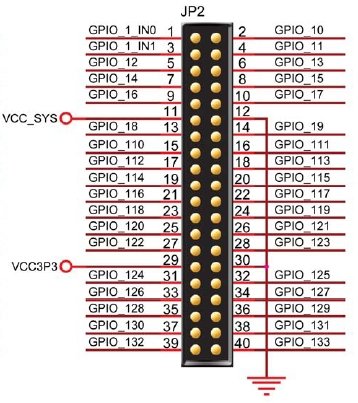 JP2
GPIO_1_IN0 1 2 GPIO_10
GPIO_1_IN1 3 4 GPIO_11
GPIO_12 5 6 GPIO_13
GPIO_14 7 8 GPIO_15
GPIO_16 9 10 GPIO_17
VCC_SYS 11 12
GPIO_18 13 14 GPIO_19
GPIO_110 15 16 GPIO_111
GPIO_112 17 18 GPIO_113
GPIO_114 19 20 GPIO_115
GPIO_116 21 22 GPIO_117
GPIO_118 23 24 GPIO_119
GPIO_120 25 26 GPIO_121
GPIO_122 27 28 GPIO_123
VCC3P3 29 30
GPIO_124 31 32 GPIO_125
GPIO_126 33 34 GPIO_127
GPIO_128 35 36 GPIO_129
GPIO_130 37 38 GPIO_131
GPIO_132 39 40 GPIO_133